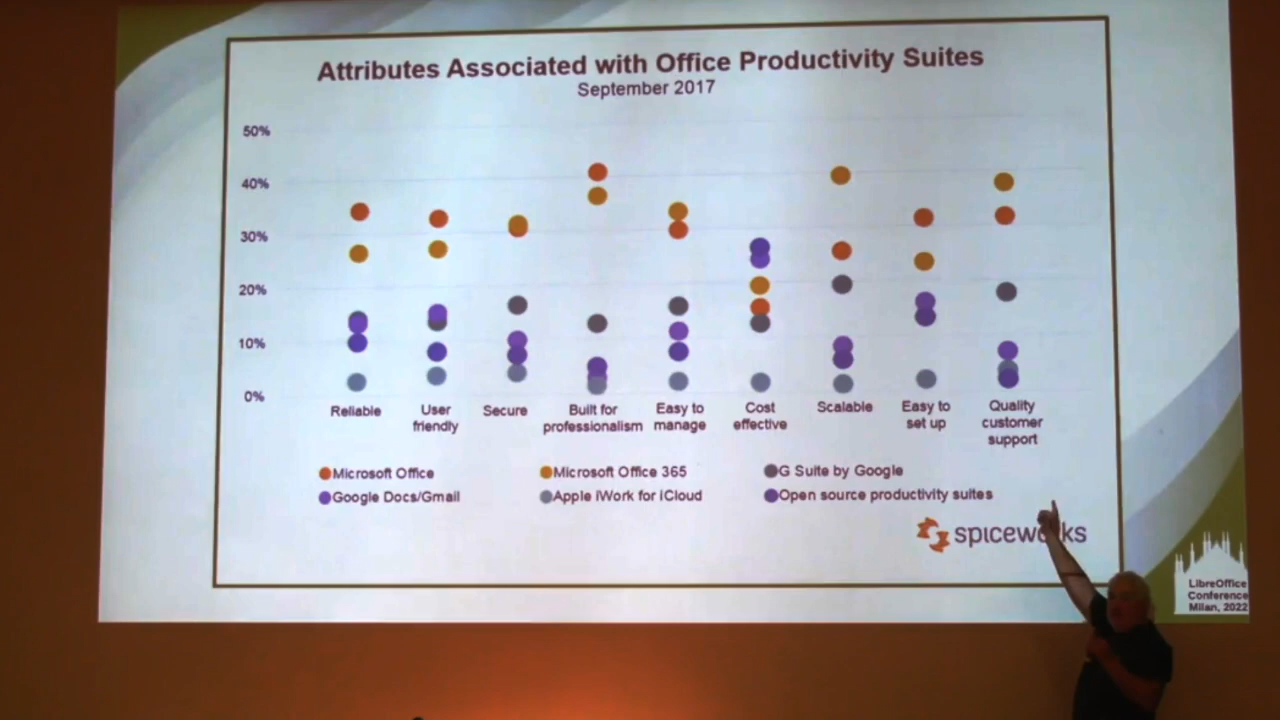 Attributes Associated with Office Productivity Suites
September 2017
50%
40%
30%
20%
10%
0%
Reliable
User
friendly
Secure
Built for
professionalism
Easy to
manage
Cost
effective
Scalable
Easy to
set up
Quality
customer
support
Microsoft Office
Microsoft Office 365
G Suite by Google
Google Docs/Gmail
Apple iWork for iCloud
Open source productivity suites
spiceworks
LibreOffice
Conference
Milan, 2022